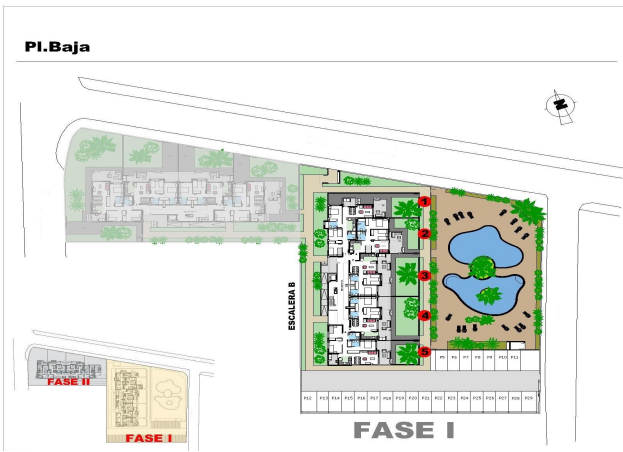 Pl.Baja
N
1
2
3
4
5
ESCALERA B
P5 P6 P7 P8 P9 P10 P11
P12 P13 P14 P15 P16 P17 P18 P19 P20 P21 P22 P23 P24 P25 P26 P27 P28 P29
FASE I
FASE II
FASE I